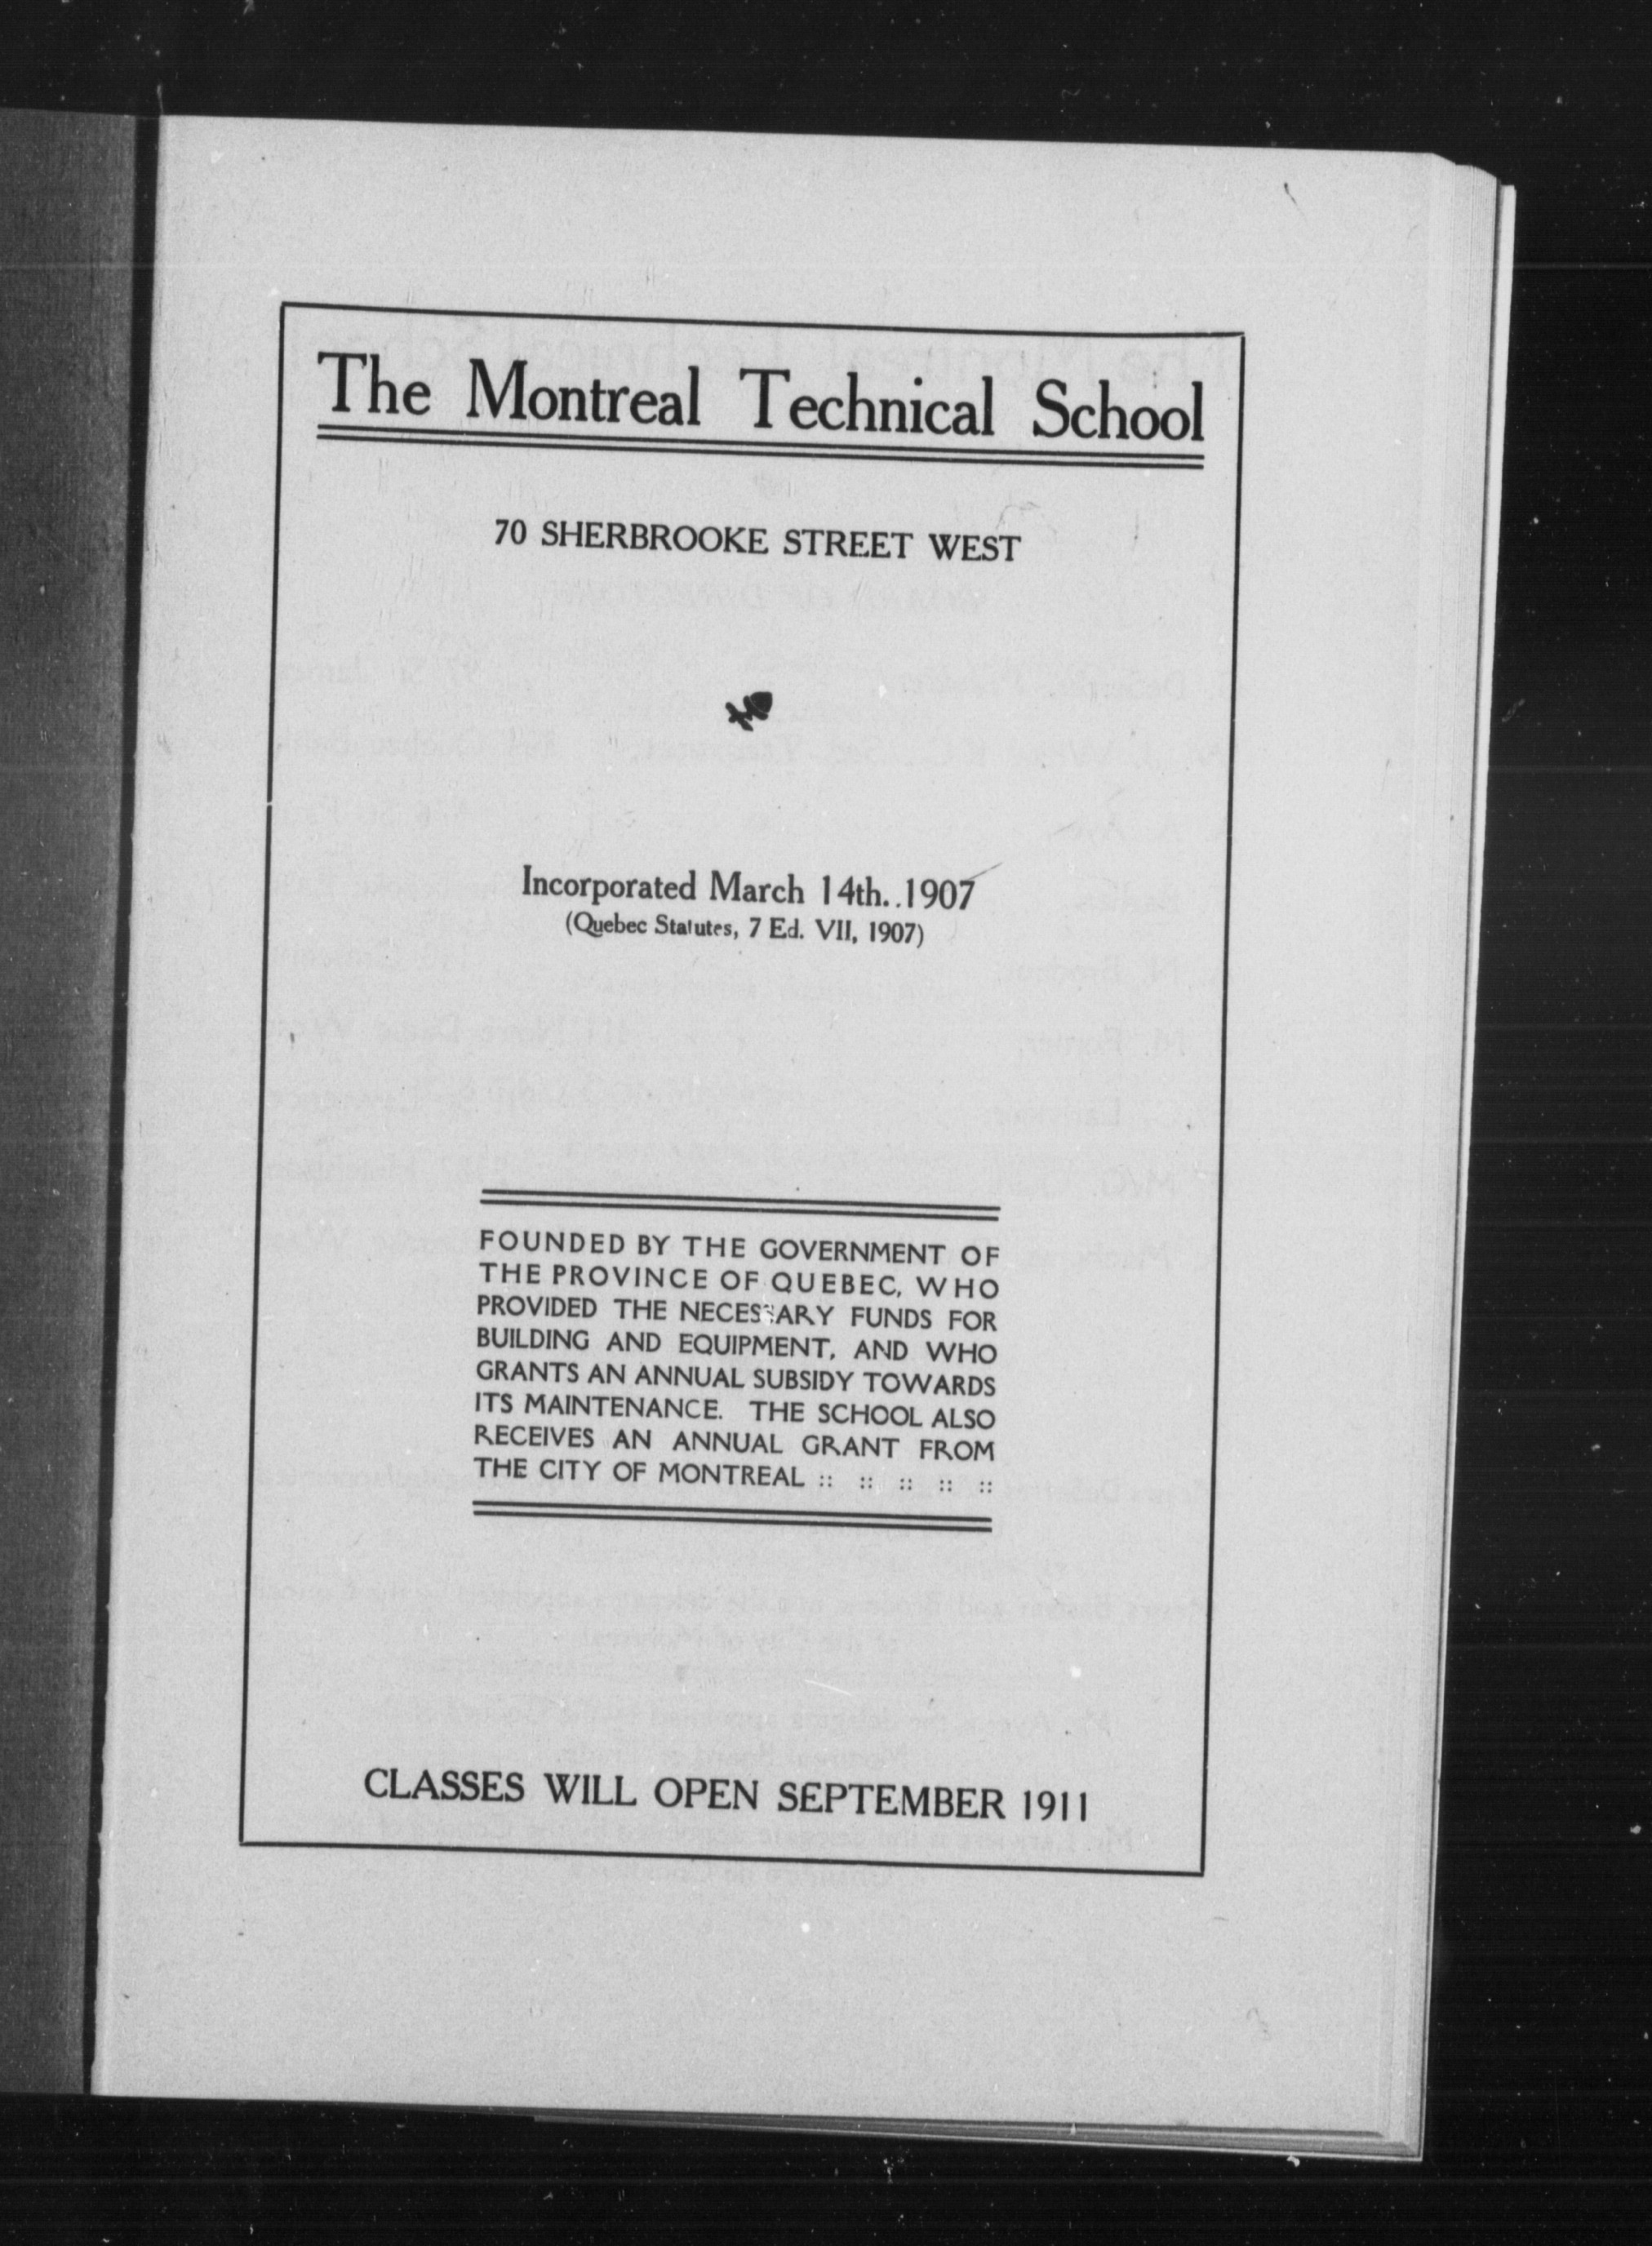 The Montreal Technical School
70 SHERBROOKE STREET WEST
Incorporated March 14th. . 1907
(Quebec Statutes, 7 Ed. VII, 1907)
FOUNDED BY THE GOVERNMENT OF
THE PROVINCE OF QUEBEC, WHO
PROVIDED THE NECESSARY FUNDS FOR
BUILDING AND EQUIPMENT, AND WHO
GRANTS AN ANNUAL SUBSIDY TOWARDS
ITS MAINTENANCE. THE SCHOOL ALSO
RECEIVES AN ANNUAL GRANT FROM
THE CITY OF MONTREAL :: :: :: :: ::
CLASSES WILL OPEN SEPTEMBER 1911